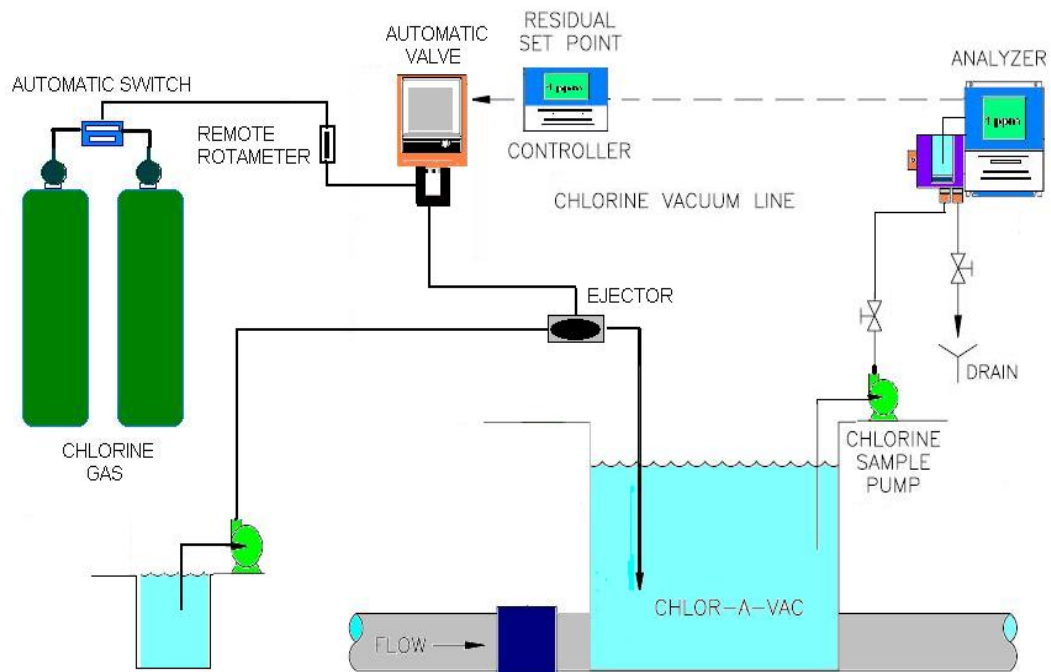 AUTOMATIC
VALVE
RESIDUAL
SET POINT
ANALYZER
AUTOMATIC SWITCH
REMOTE
ROTAMETER
CONTROLLER
CHLORINE VACUUM LINE
EJECTOR
DRAIN
CHLORINE
GAS
CHLORINE
SAMPLE
PUMP
CHLOR-A-VAC
FLOW